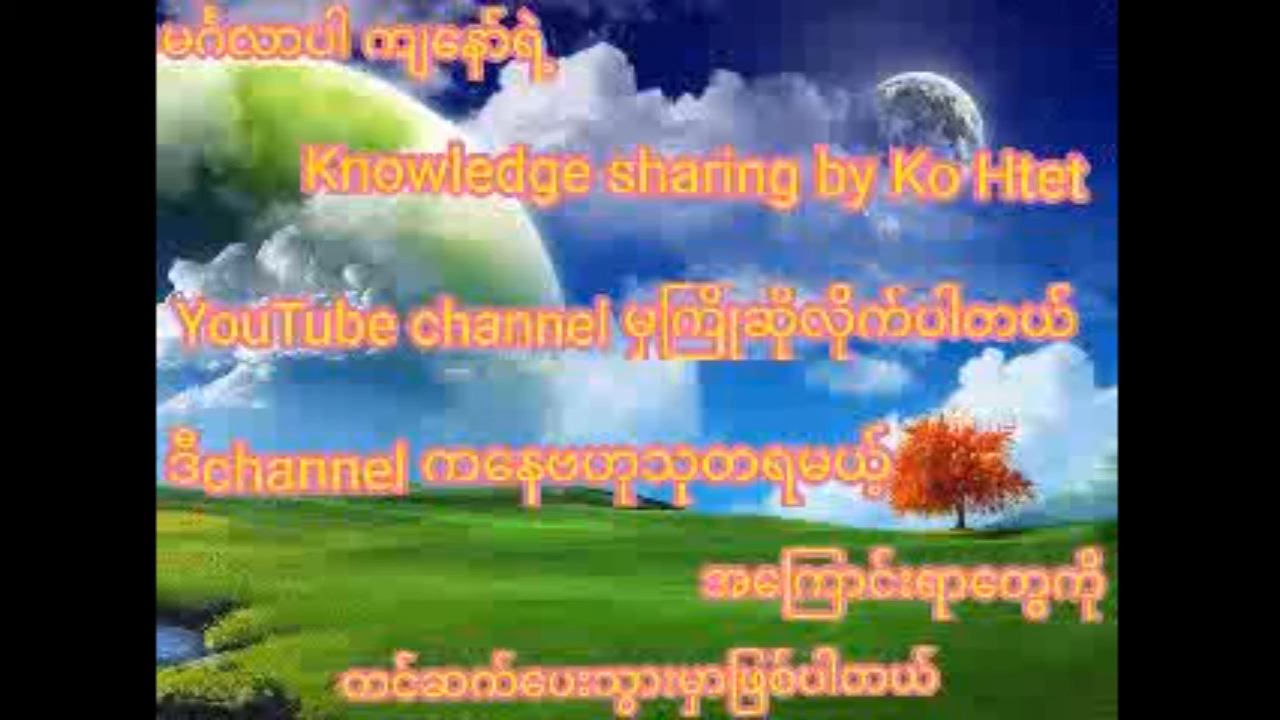 မင်္ဂလာပါ ကျနော်ရဲ့
Knowledge sharing by Ko Htet
YouTube channel မှကြိုဆိုလိုက်ပါတယ်
ဒီchannel ကနေဗဟုသုတရမယ့်
အကြောင်းရာတွေကို
တင်ဆက်ပေးသွားမှာဖြစ်ပါတယ်